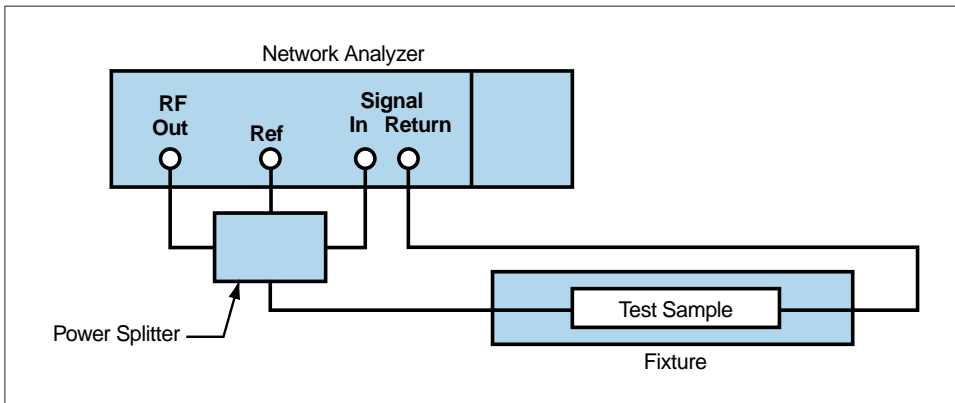 Network Analyzer
RF
Out
Ref
Signal
In Return
Power Splitter
Test Sample
Fixture